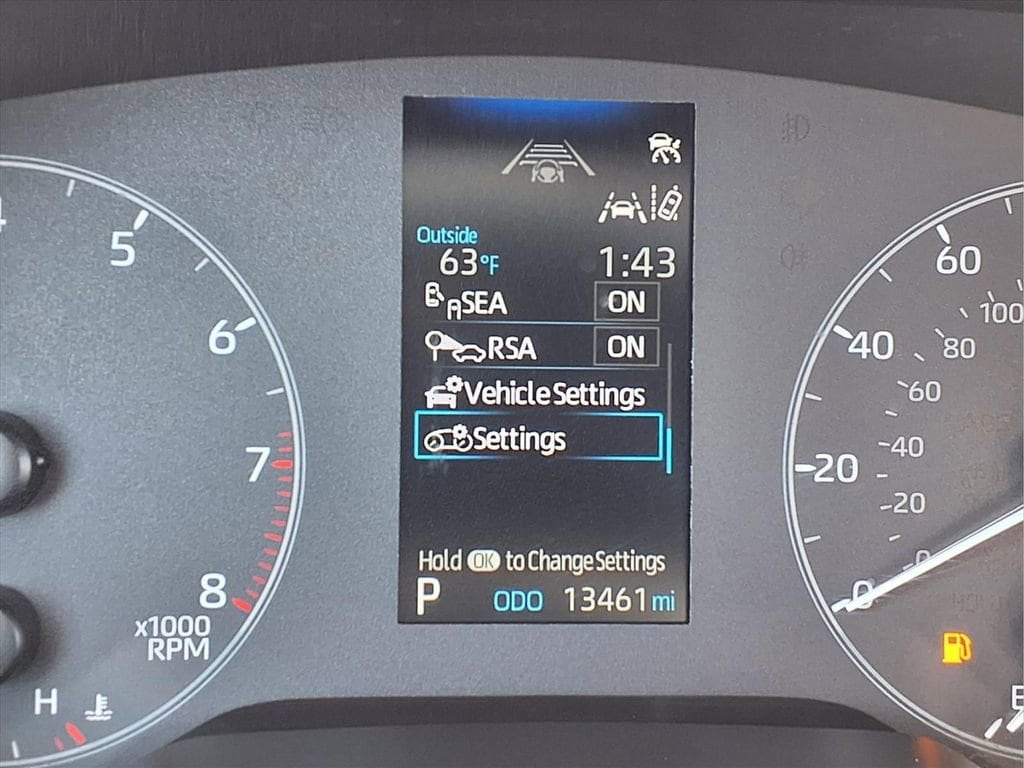 Outside
63°F
1:43
SEA ON
RSA ON
Vehicle Settings
Settings
Hold OK to Change Settings
P ODO 13461 mi
5
6
7
8
x1000
RPM
H
60
40
20
0
100
80
60
40
20
0
E